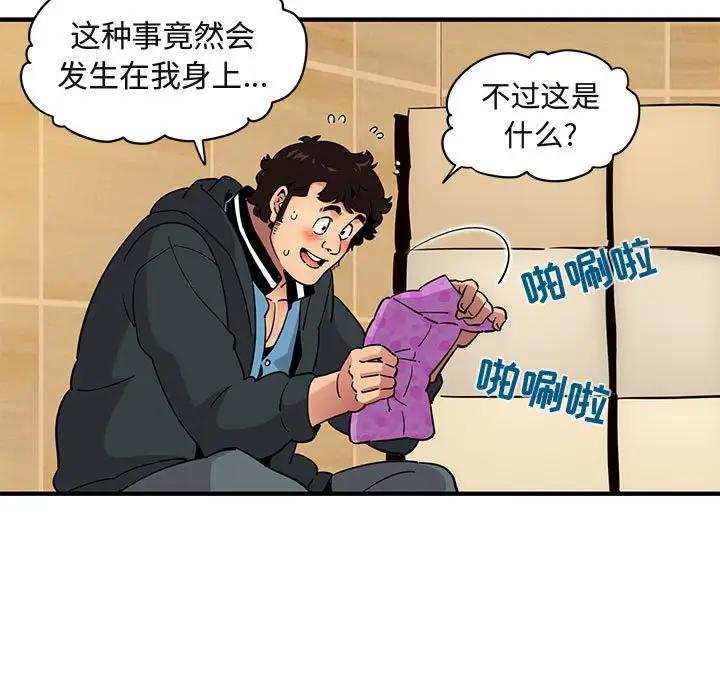 这种事竟然会
发生在我身上...
不过这是
什么?
啪唰啦
啪唰啦